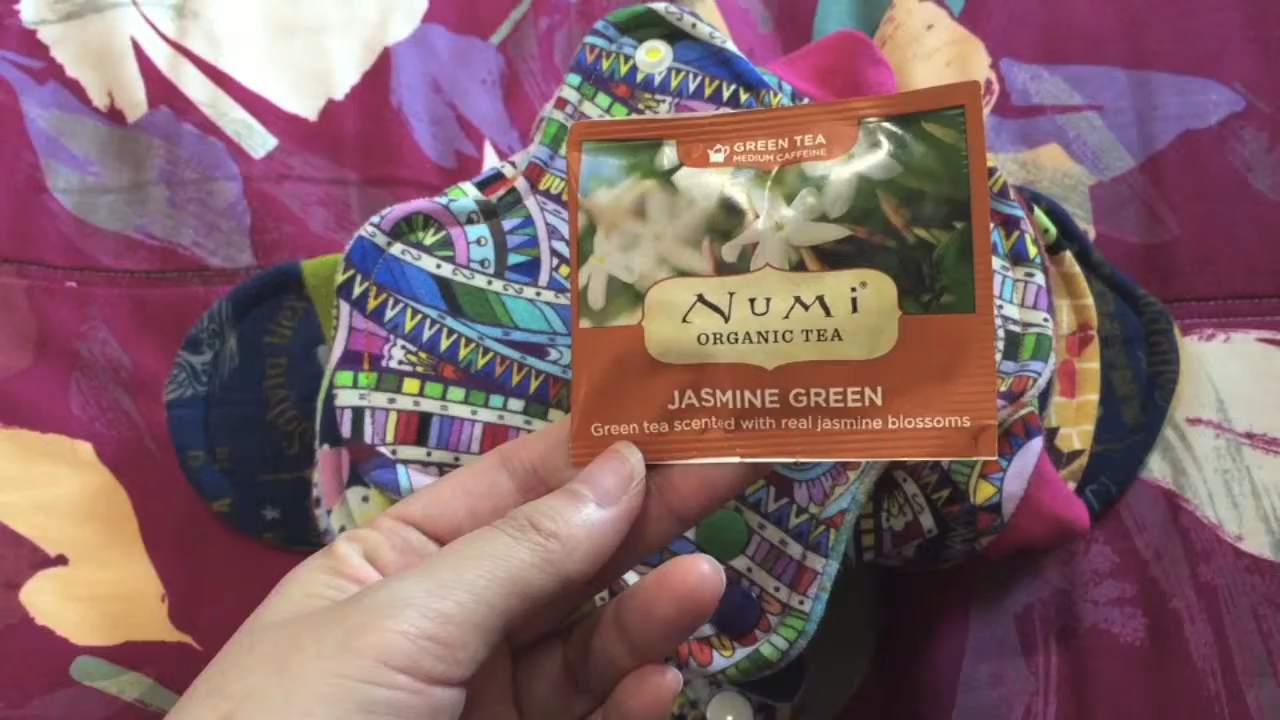 GREEN TEA
MEDIUM CAFFEINE
NUMi®
ORGANIC TEA
JASMINE GREEN
Green tea scented with real jasmine blossoms